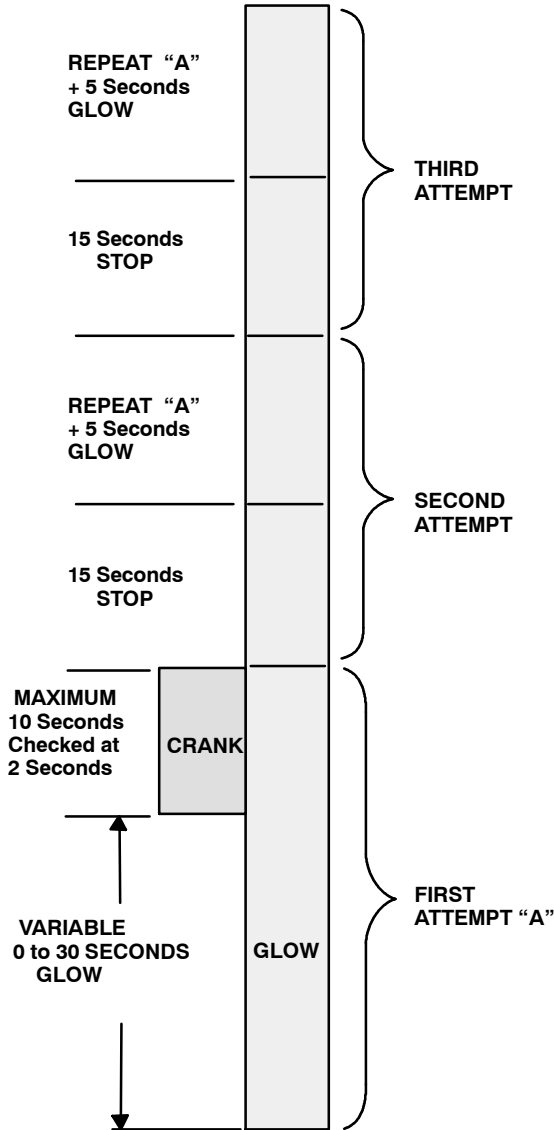 REPEAT “A”
+ 5 Seconds
GLOW
THIRD
ATTEMPT
15 Seconds
STOP
REPEAT “A”
+ 5 Seconds
GLOW
SECOND
ATTEMPT
15 Seconds
STOP
MAXIMUM
10 Seconds
Checked at
2 Seconds
CRANK
FIRST
ATTEMPT “A”
VARIABLE
0 to 30 SECONDS
GLOW
GLOW